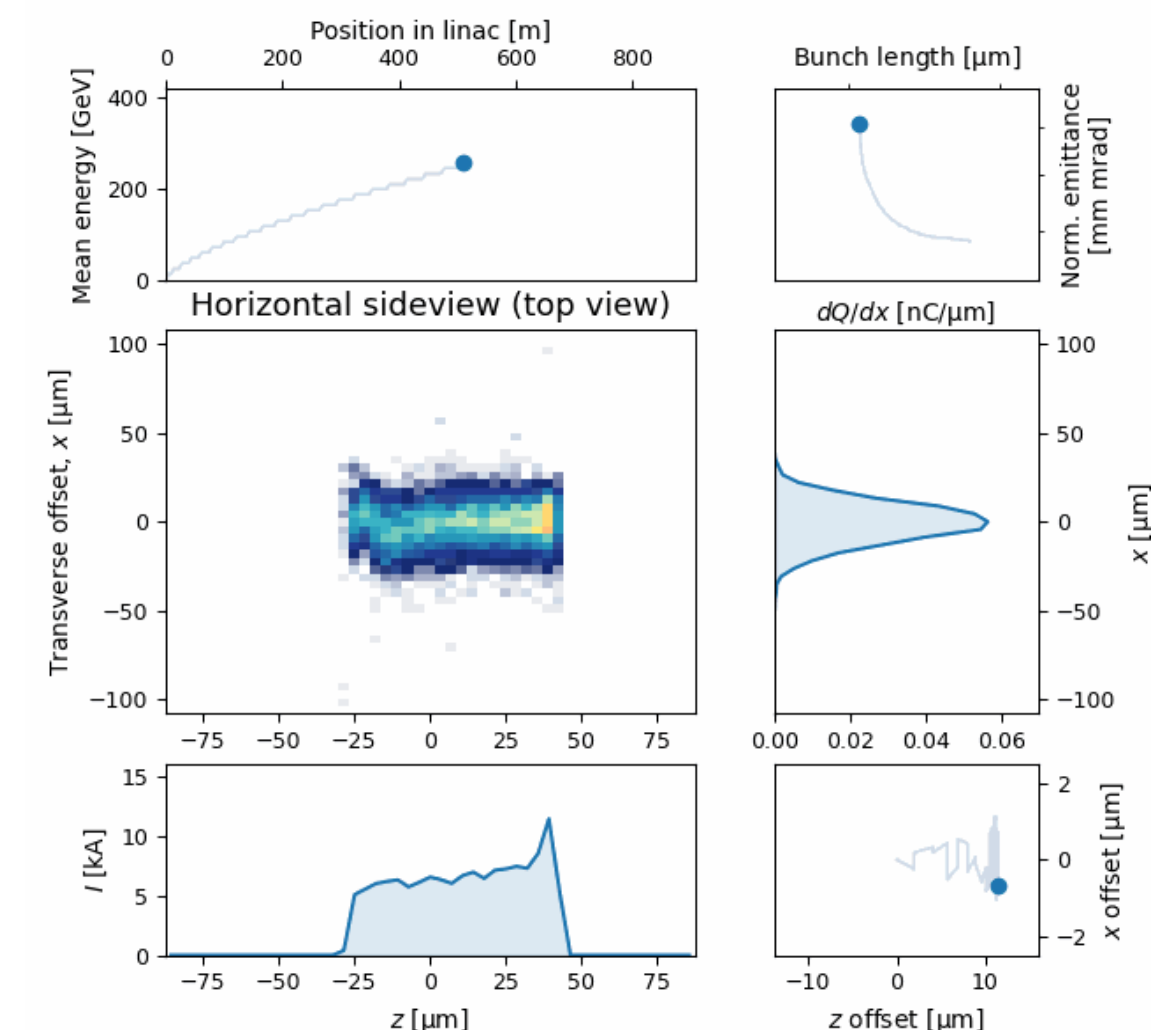 Position in linac [m]
0 200 400 600 800
Mean energy [GeV]
400
200
0
Bunch length [µm]
Norm. emittance
[mm mrad]
Horizontal sideview (top view)
Transverse offset, x [µm]
100
50
0
−50
−100
−75 −50 −25 0 25 50 75
dQ/dx [nC/µm]
100
50
0
−50
−100
x [µm]
0.00 0.02 0.04 0.06
I [kA]
15
10
5
0
−75 −50 −25 0 25 50 75
z [µm]
2
0
−2
x offset [µm]
−10 0 10
z offset [µm]